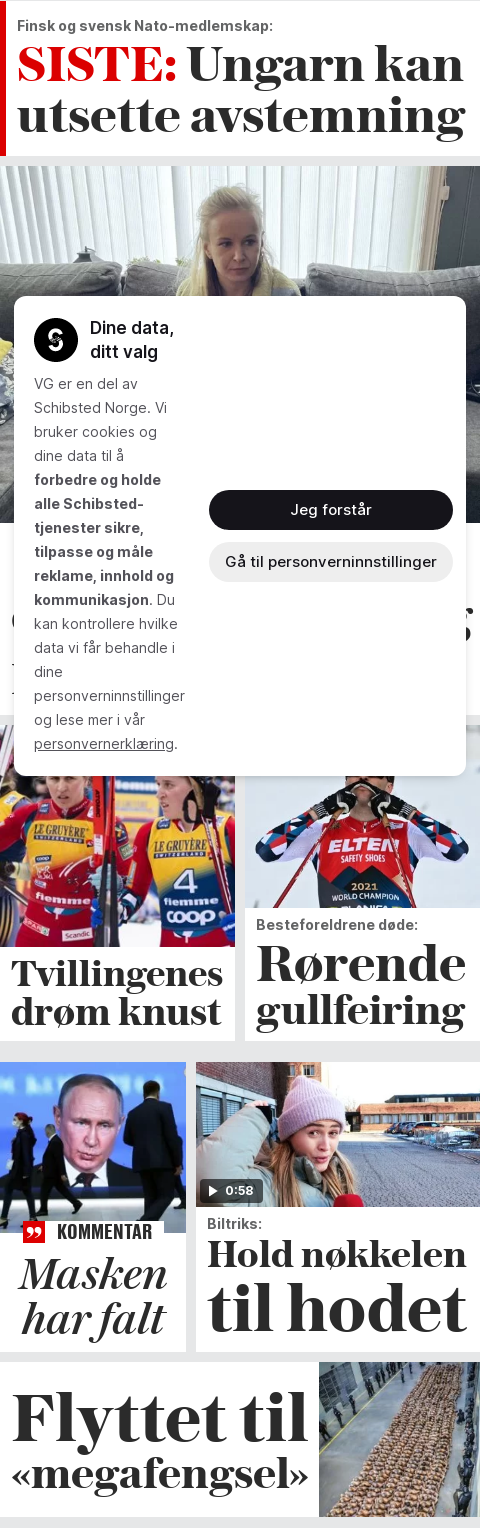 Finsk og svensk Nato-medlemskap:
SISTE: Ungarn kan
utsette avstemning
Dine data,
ditt valg
VG er en del av
Schibsted Norge. Vi
bruker cookies og
dine data til å
forbedre og holde
alle Schibsted-
tjenester sikre,
tilpasse og måle
reklame, innhold og
kommunikasjon. Du
kan kontrollere hvilke
data vi får behandle i
dine
personverninnstillinger
og lese mer i vår
personvernerklæring.
Jeg forstår
Gå til personverninnstillinger
LE GRUYÈRE
SWITZERLAND
fiemme
Scandic
LE GRUYÈRE
SWITZERLAND
4
fiemme
coop
Tvillingenes
drøm knust
ELTEN
SAFETY SHOES
2021
WORLD CHAMPION
Besteforeldrene døde:
Rørende
gullfeiring
KOMMENTAR
Masken
har falt
0:58
Biltriks:
Hold nøkkelen
til hodet
Flyttet til
«megafengsel»